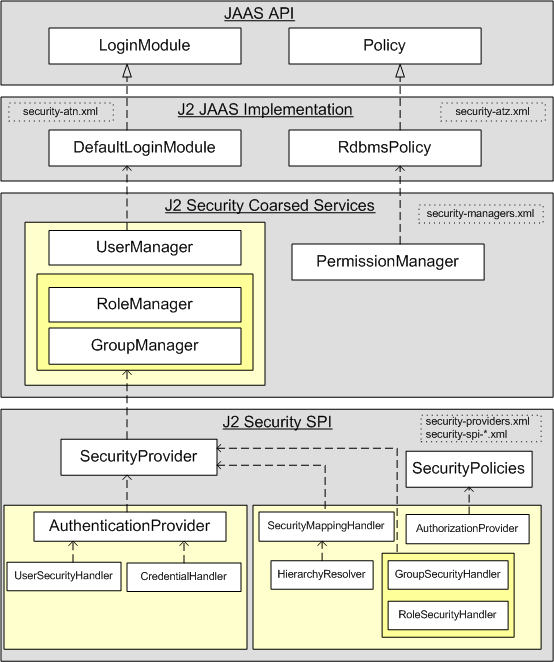 JAAS API
LoginModule
Policy
J2 JAAS Implementation
security-atn.xml
security-atz.xml
DefaultLoginModule
RdbmsPolicy
J2 Security Coarsed Services
security-managers.xml
UserManager
PermissionManager
RoleManager
GroupManager
J2 Security SPI
security-providers.xml
security-spi-*.xml
SecurityProvider
SecurityPolicies
AuthenticationProvider
SecurityMappingHandler
AuthorizationProvider
UserSecurityHandler
CredentialHandler
HierarchyResolver
GroupSecurityHandler
RoleSecurityHandler